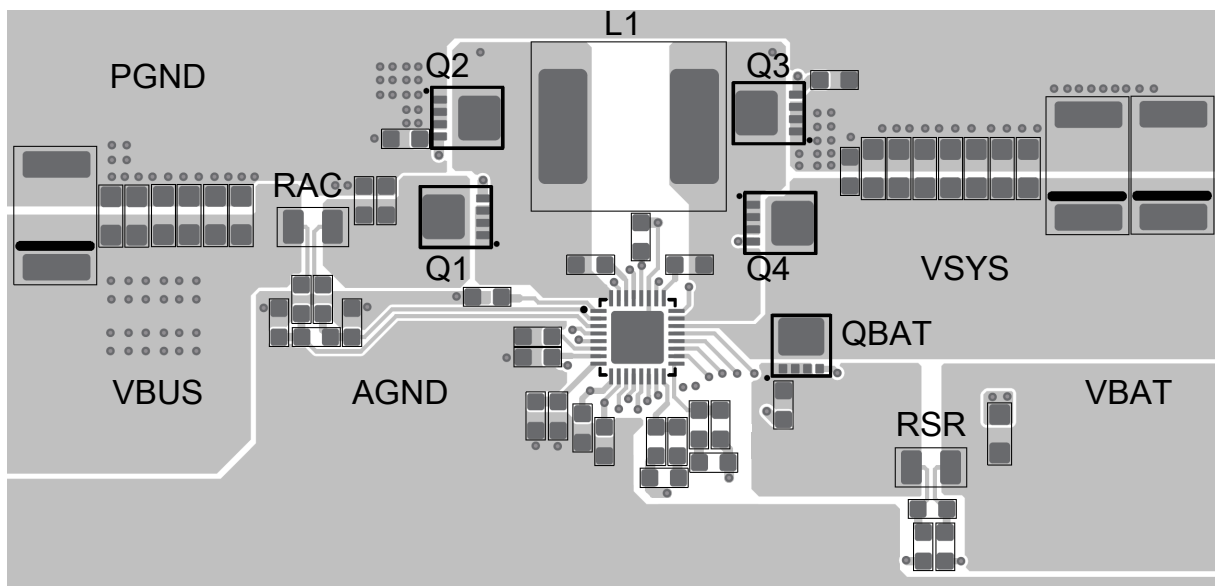 L1
Q2
Q3
PGND
RAC
Q1
Q4
VSYS
QBAT
VBUS
AGND
VBAT
RSR